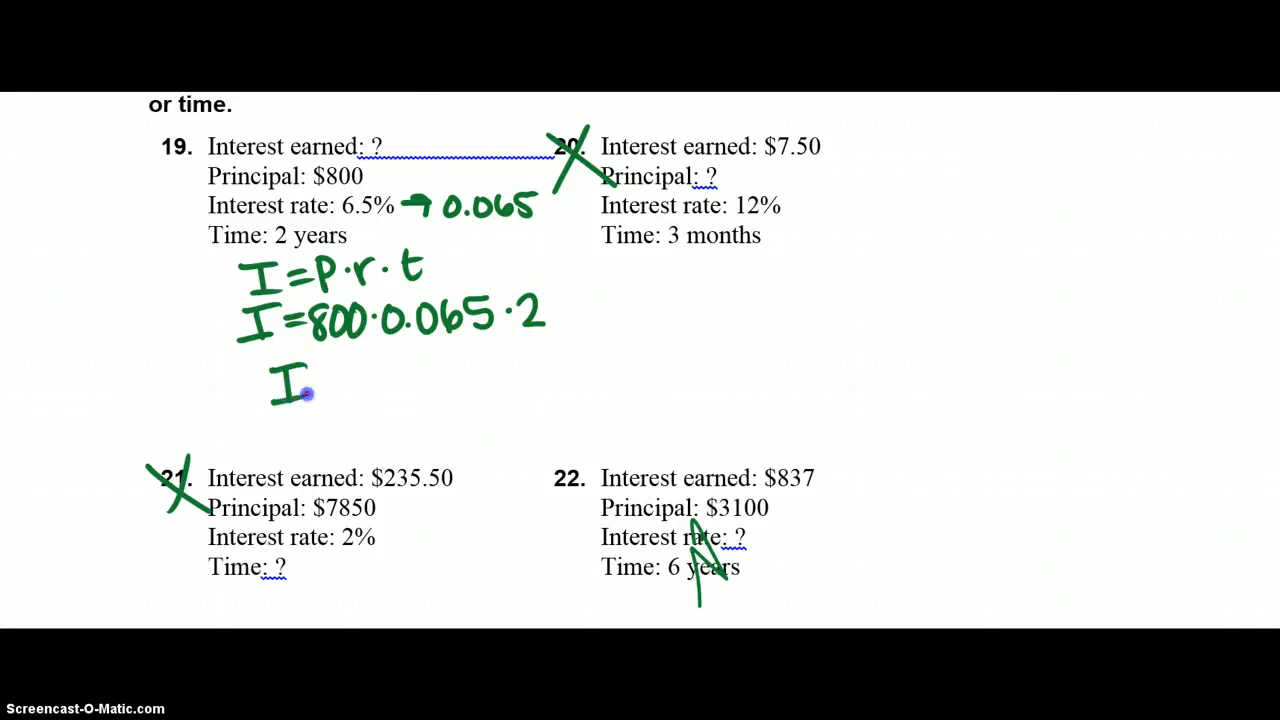 or time.
19. Interest earned: ?
Principal: $800
Interest rate: 6.5% → 0.065
Time: 2 years
I = P · r · t
I = 800 · 0.065 · 2
I
20. Interest earned: $7.50
Principal: ?
Interest rate: 12%
Time: 3 months
21. Interest earned: $235.50
Principal: $7850
Interest rate: 2%
Time: ?
22. Interest earned: $837
Principal: $3100
Interest rate: ?
Time: 6 years
Screencast-O-Matic.com